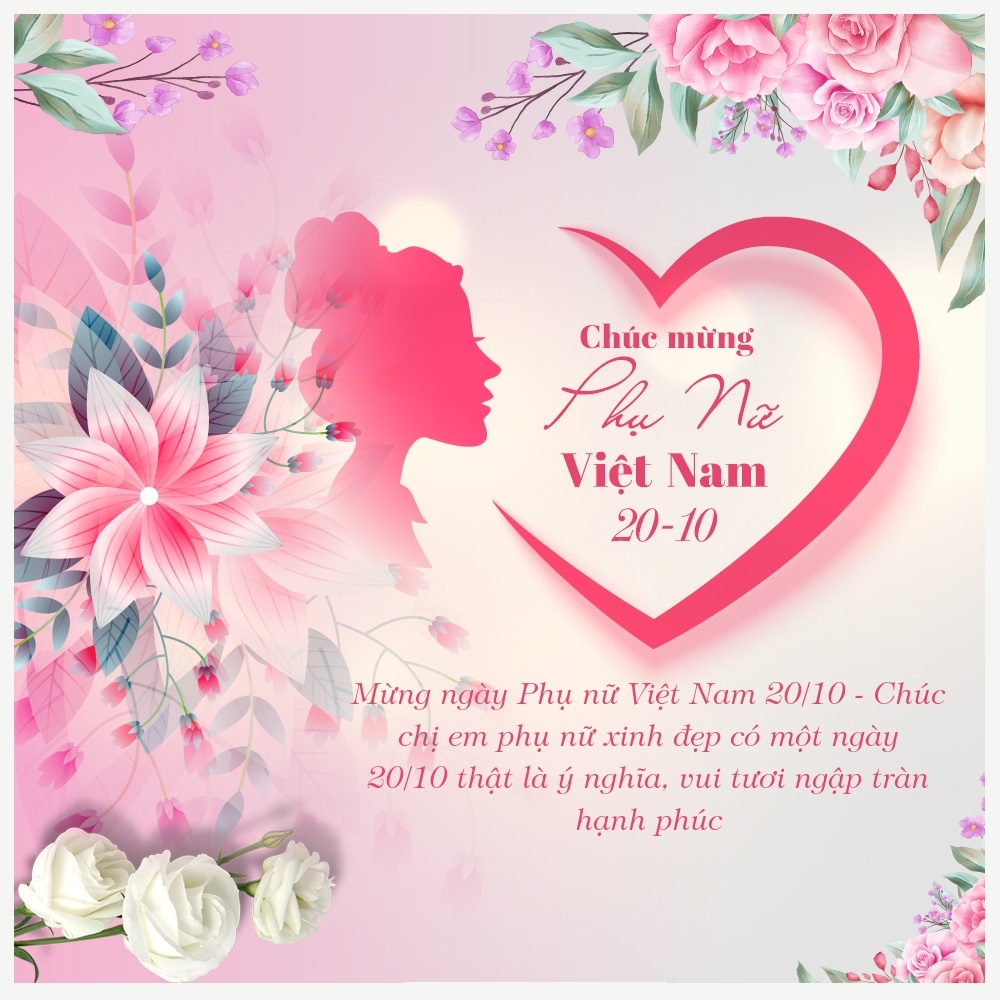 Chúc mừng
Phụ Nữ
Việt Nam
20-10
Mừng ngày Phụ nữ Việt Nam 20/10 - Chúc
chị em phụ nữ xinh đẹp có một ngày
20/10 thật là ý nghĩa, vui tươi ngập tràn
hạnh phúc